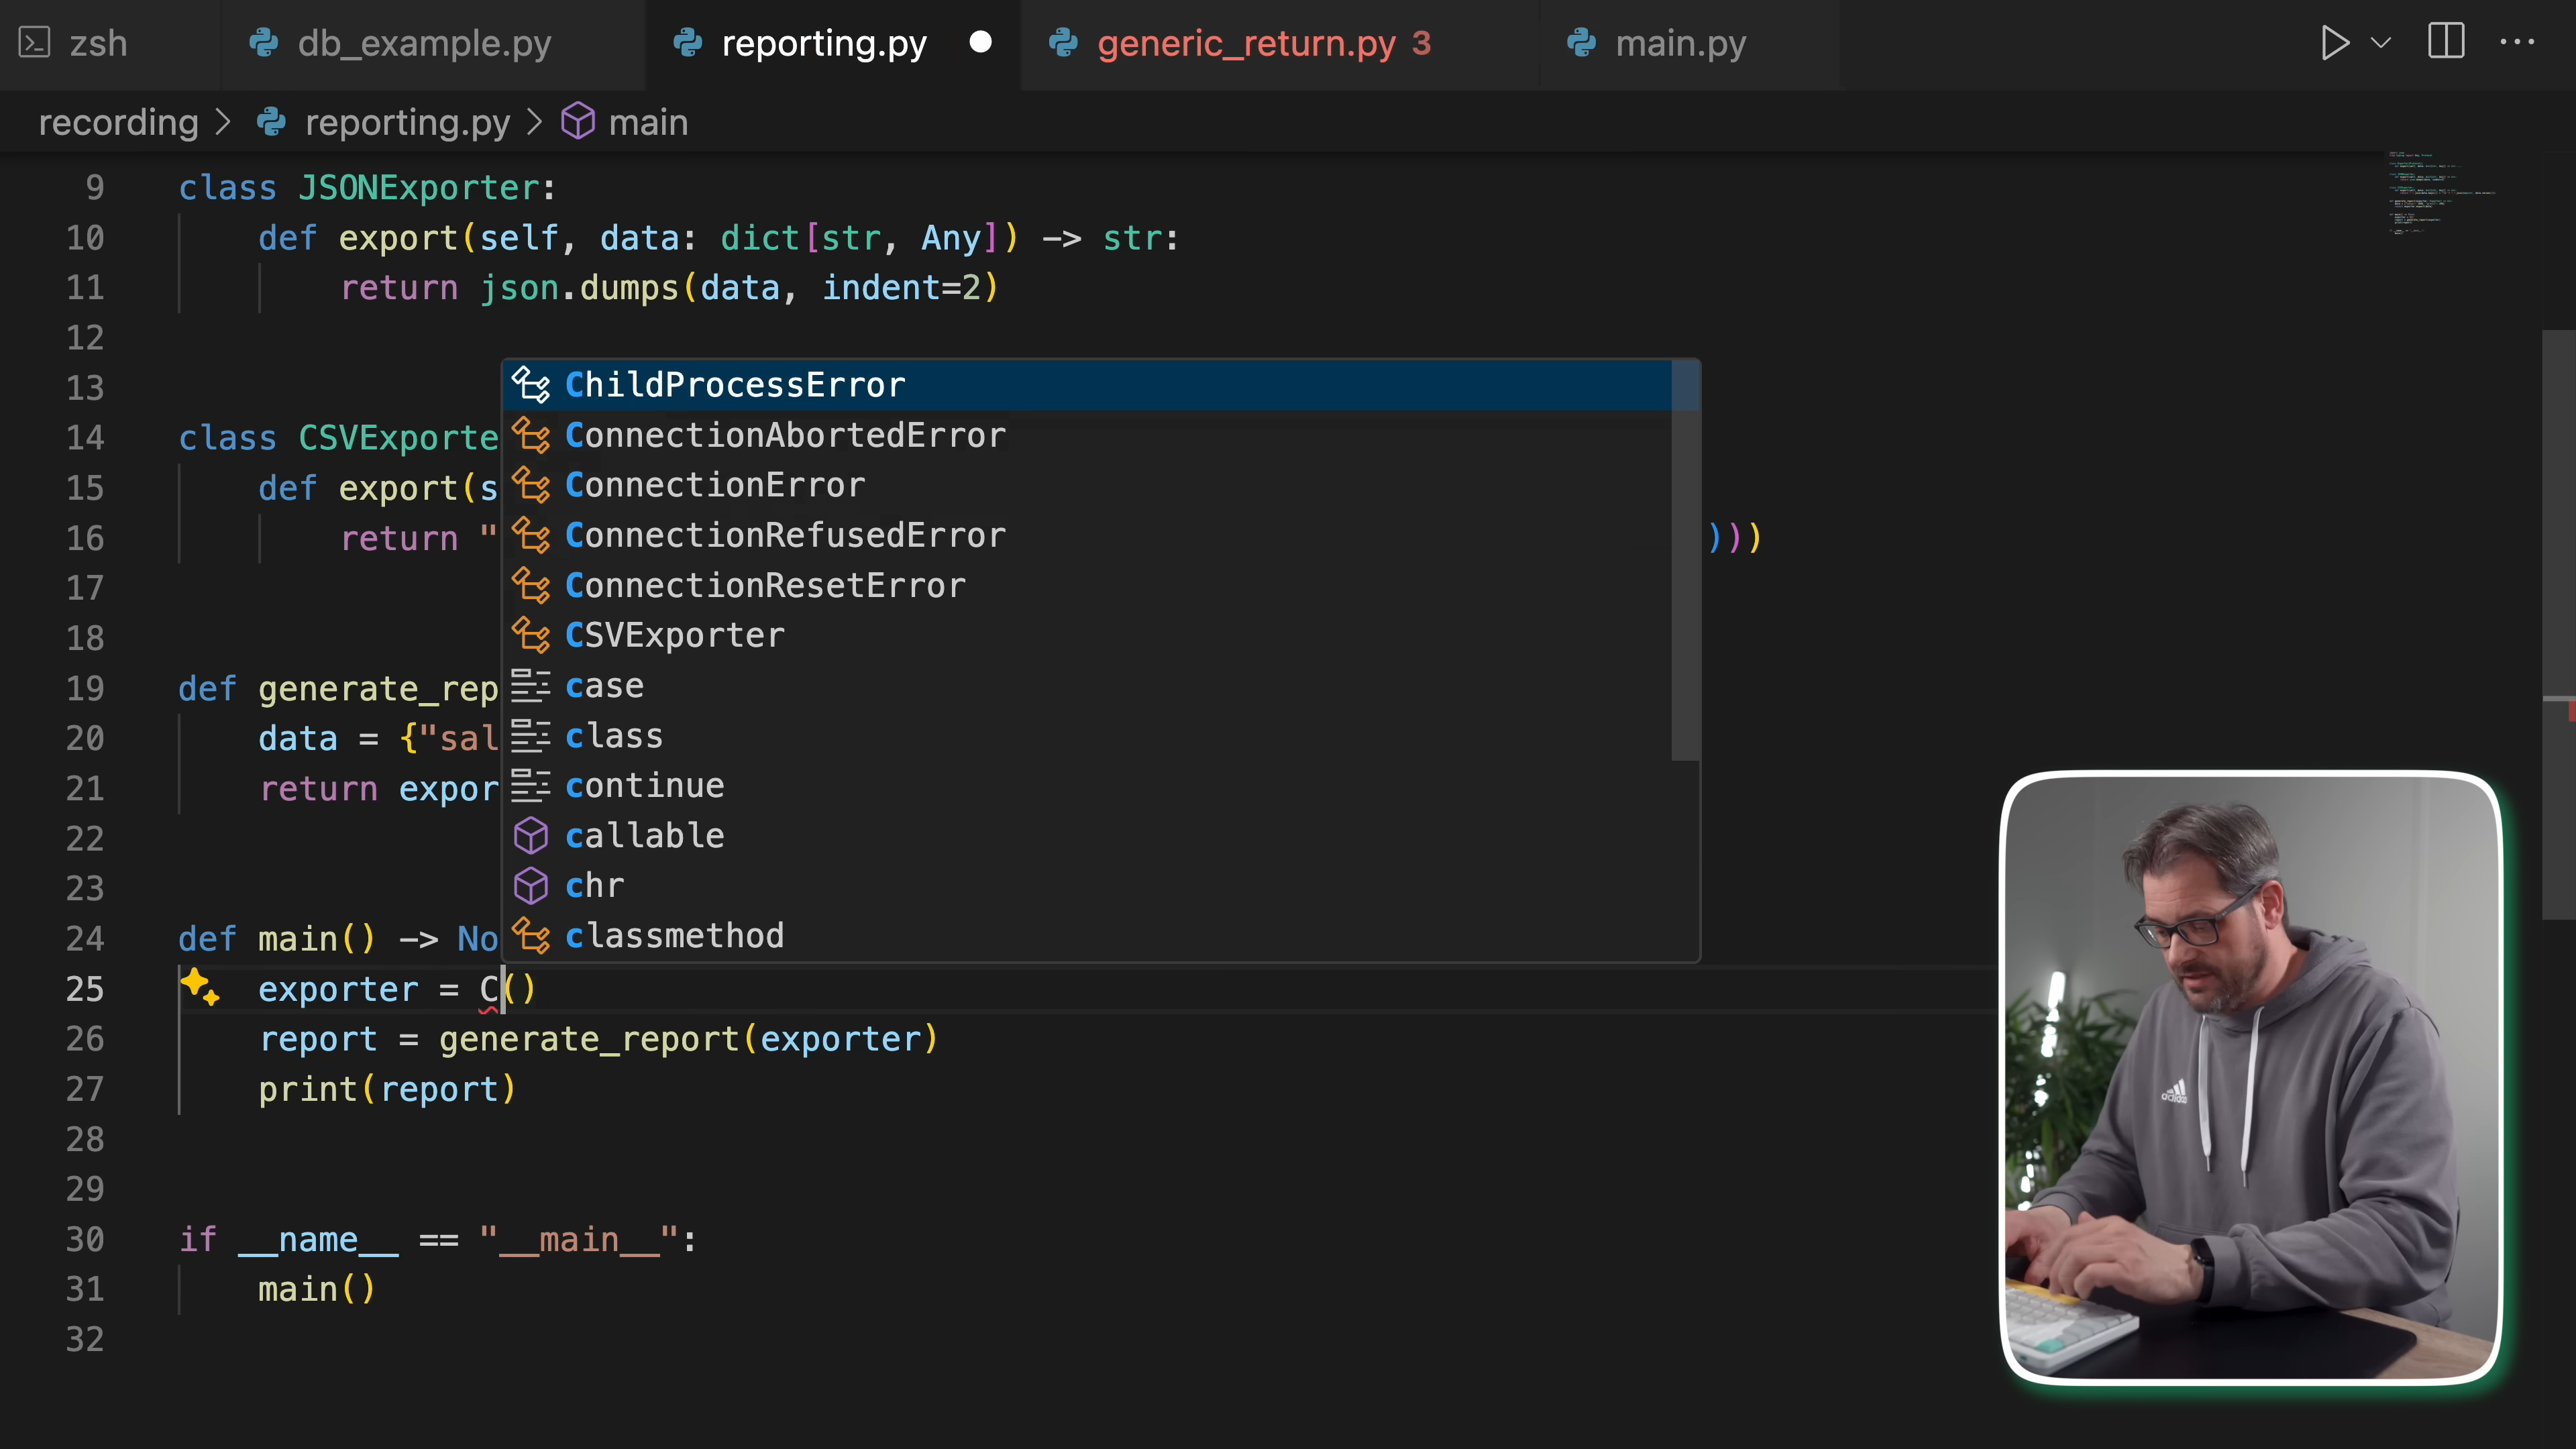 zsh
db_example.py
reporting.py
generic_return.py 3
main.py
recording > reporting.py > main
9 class JSONExporter:
10 def export(self, data: dict[str, Any]) -> str:
11 return json.dumps(data, indent=2)
12
13
14 class CSVExporte
15 def export(s
16 return " )))
17
18
19 def generate_rep
20 data = {"sal
21 return expor
22
23
24 def main() -> No
25 exporter = C()
26 report = generate_report(exporter)
27 print(report)
28
29
30 if __name__ == "__main__":
31 main()
32
ChildProcessError
ConnectionAbortedError
ConnectionError
ConnectionRefusedError
ConnectionResetError
CSVExporter
case
class
continue
callable
chr
classmethod
adidas